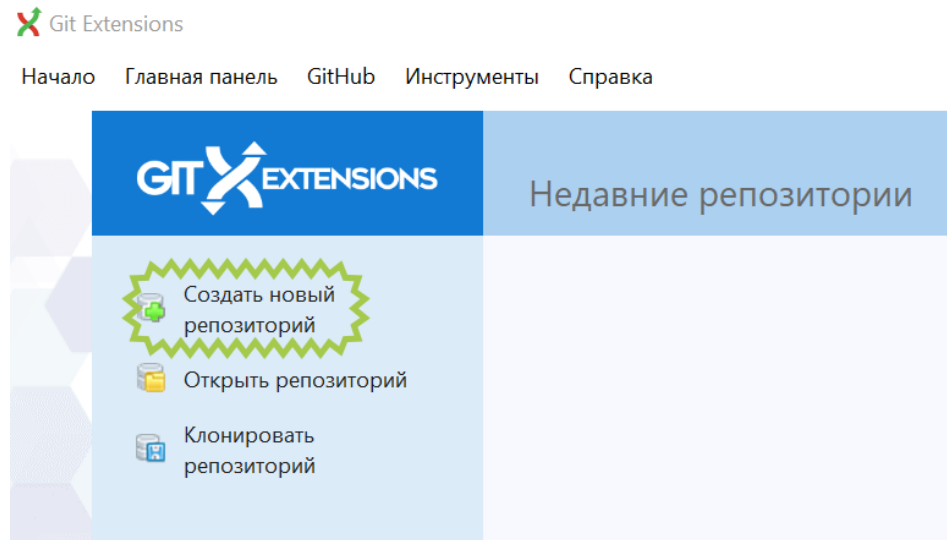 Git Extensions
Начало Главная панель GitHub Инструменты Справка
GIT EXTENSIONS
Недавние репозитории
Создать новый
репозиторий
Открыть репозиторий
Клонировать
репозиторий